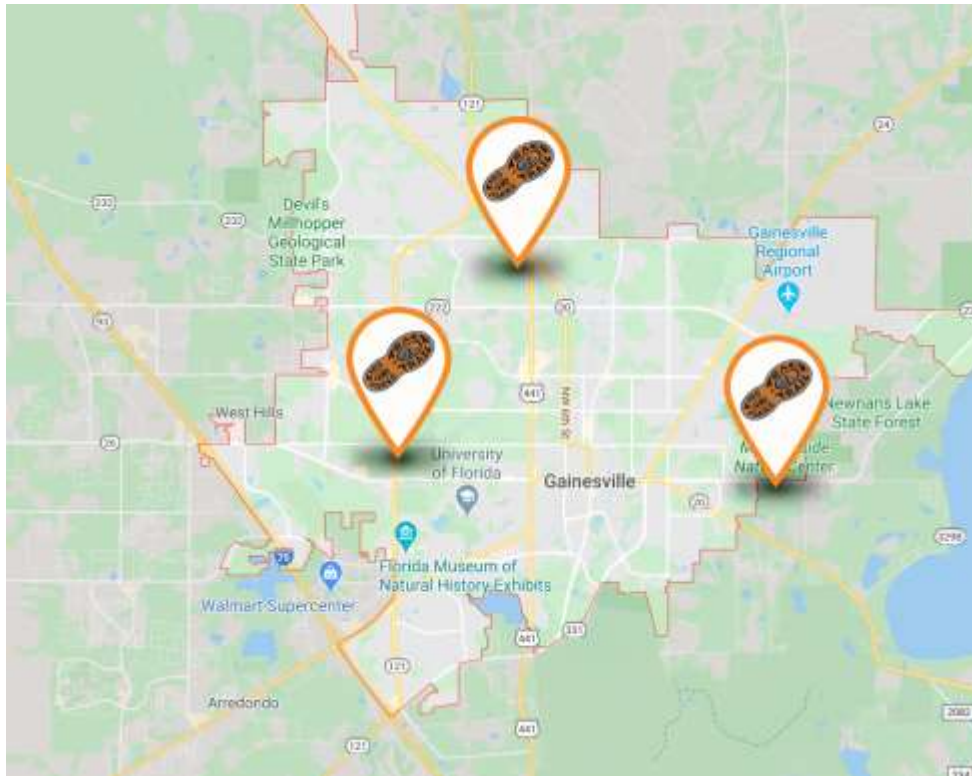 121
24
232
232
Devil's
Millhopper
Geological
State Park
Gainesville
Regional
Airport
222
20
441
NW 6th St
West Hills
26
University
of Florida
Gainesville
Newnans Lake
State Forest
20
75
Florida Museum of
Natural History Exhibits
Walmart Supercenter
441
331
121
Arredondo
441
121
2082